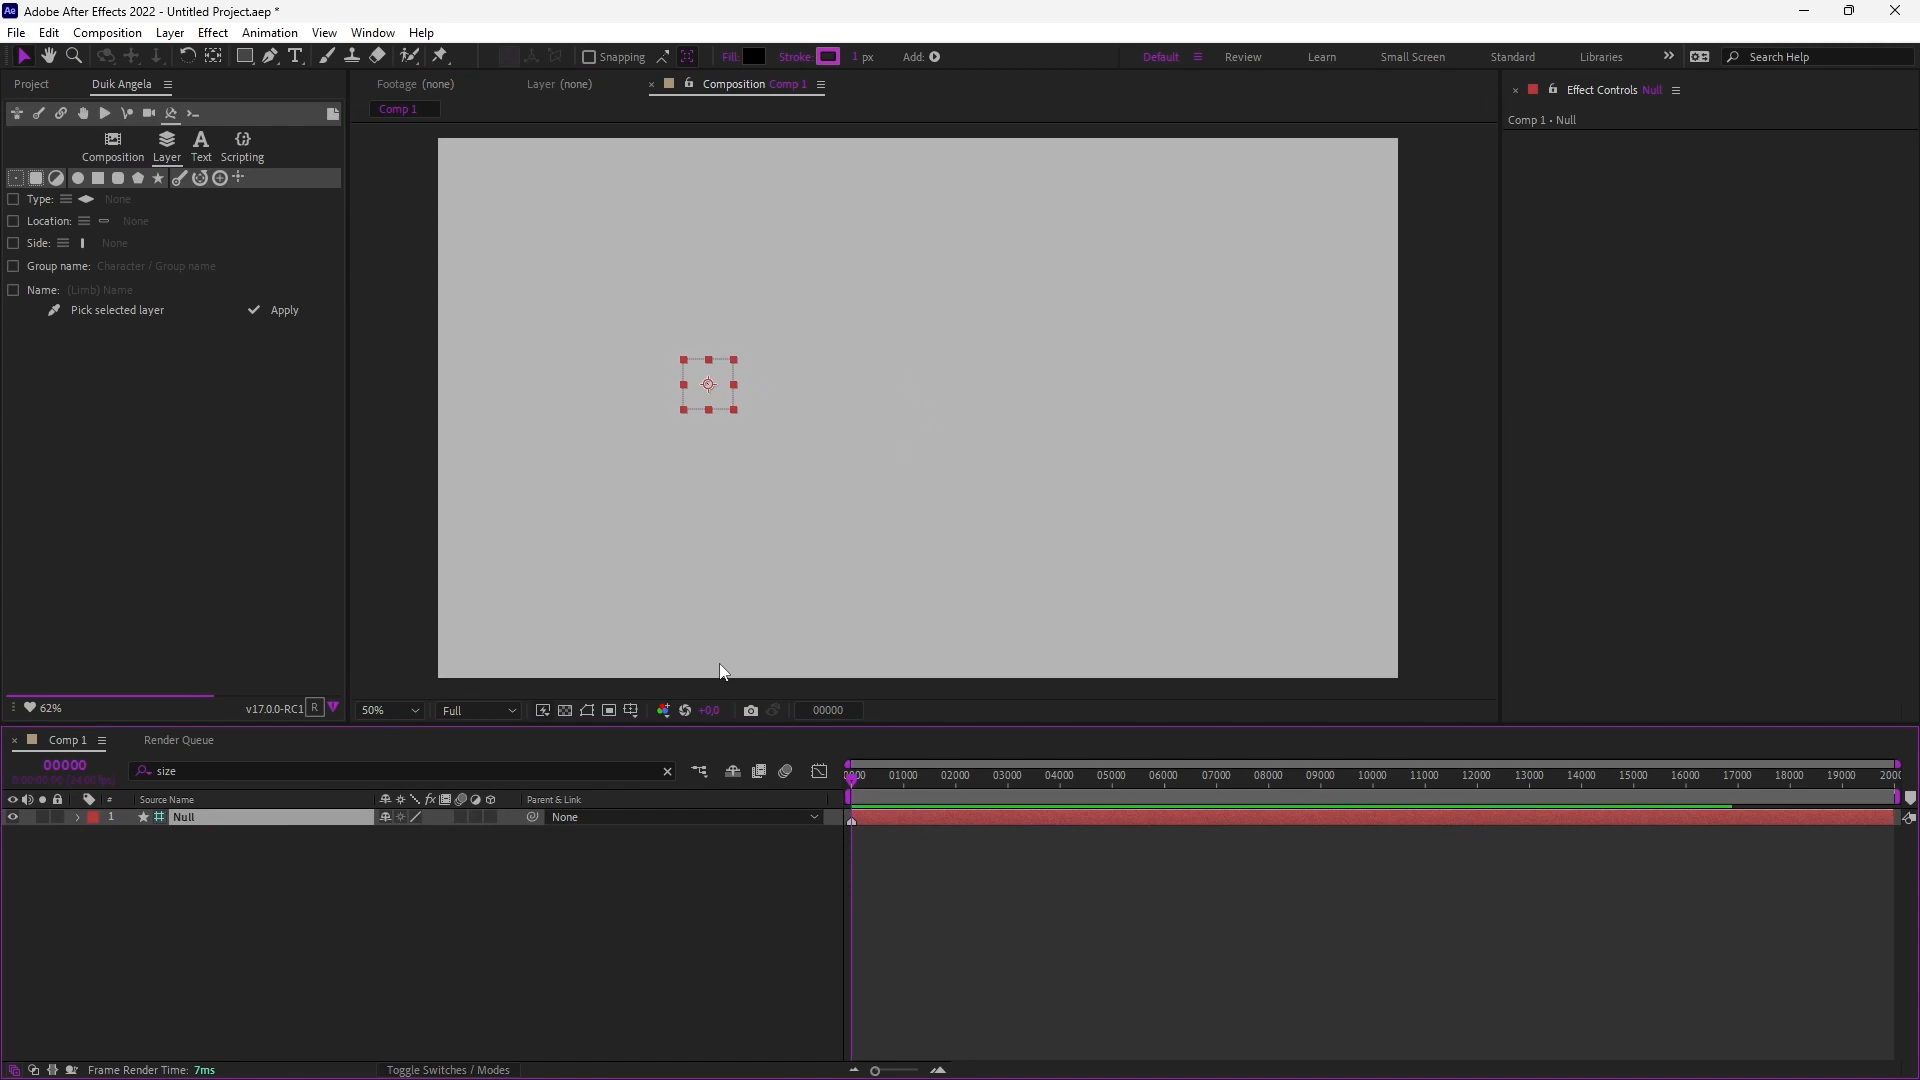 Ae Adobe After Effects 2022 - Untitled Project.aep *
File Edit Composition Layer Effect Animation View Window Help
Snapping Fill: Stroke: 1 px Add: Default Review Learn Small Screen Standard Libraries Search Help
Project Duik Angela Footage (none) Layer (none) Composition Comp 1 Effect Controls Null
Comp 1
Comp 1 • Null
Composition Layer Text Scripting
Type: None
Location: None
Side: None
Group name: Character / Group name
Name: (Limb) Name
Pick selected layer Apply
62% v17.0.0-RC1 R 50% Full +0,0 00000
Comp 1 Render Queue
00000
0:00:00:00 (24.00 fps)
size
01000 02000 03000 04000 05000 06000 07000 08000 09000 10000 11000 12000 13000 14000 15000 16000 17000 18000 19000
# Source Name fx Parent & Link
1 Null None
Frame Render Time: 7ms Toggle Switches / Modes